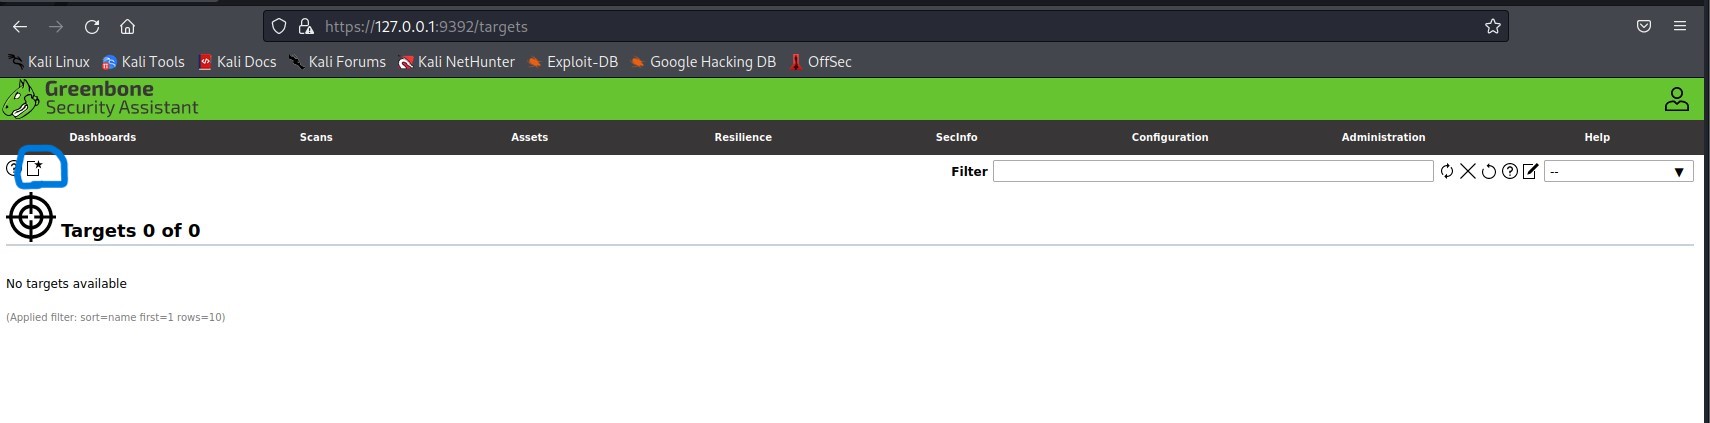 https://127.0.0.1:9392/targets
Kali Linux Kali Tools Kali Docs Kali Forums Kali NetHunter Exploit-DB Google Hacking DB OffSec
Greenbone
Security Assistant
Dashboards Scans Assets Resilience SecInfo Configuration Administration Help
Filter --
Targets 0 of 0
No targets available
(Applied filter: sort=name first=1 rows=10)